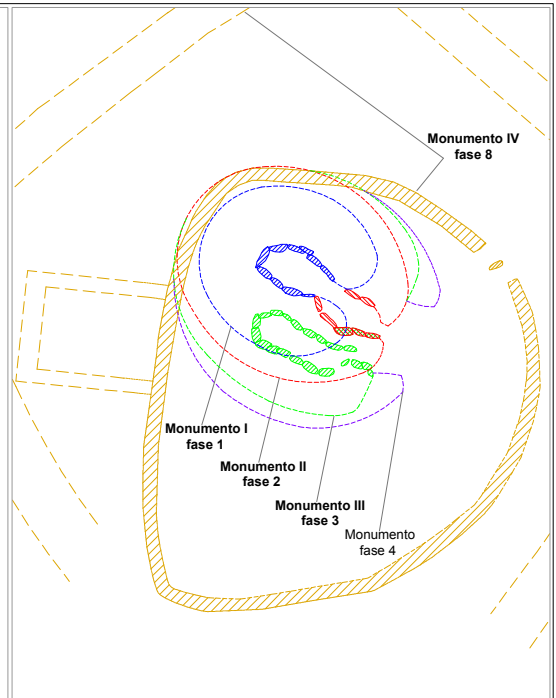 Monumento IV
fase 8
Monumento I
fase 1
Monumento II
fase 2
Monumento III
fase 3
Monumento
fase 4